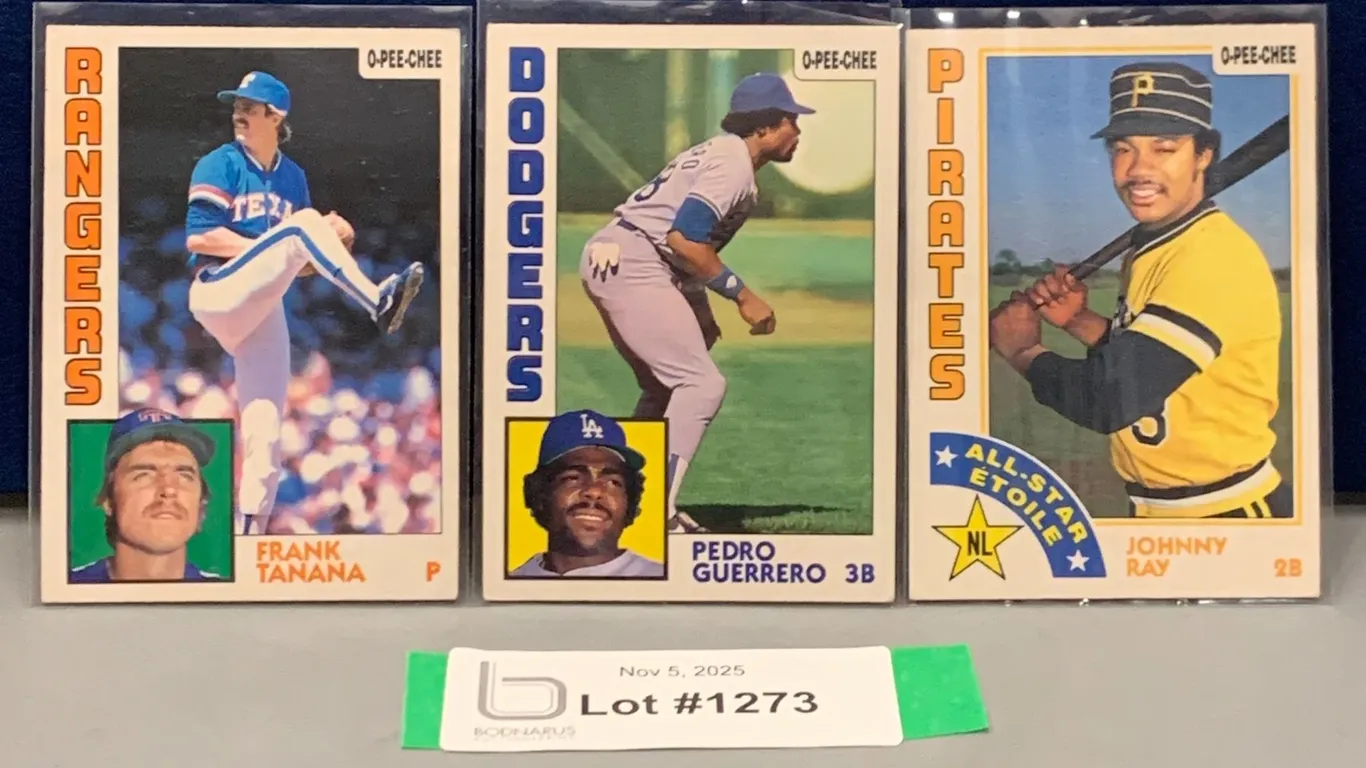 RANGERS
O-PEE-CHEE
TEXA
FRANK
TANANA
P
DODGERS
O-PEE-CHEE
LA
PEDRO
GUERRERO 3B
PIRATES
O-PEE-CHEE
P
ALL-STAR
ÉTOILE
NL
JOHNNY
RAY
2B
Nov 5, 2025
Lot #1273
BODNARUS